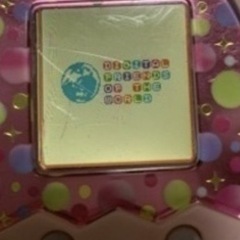 DIGITAL
FRIENDS
OF THE
WORLD